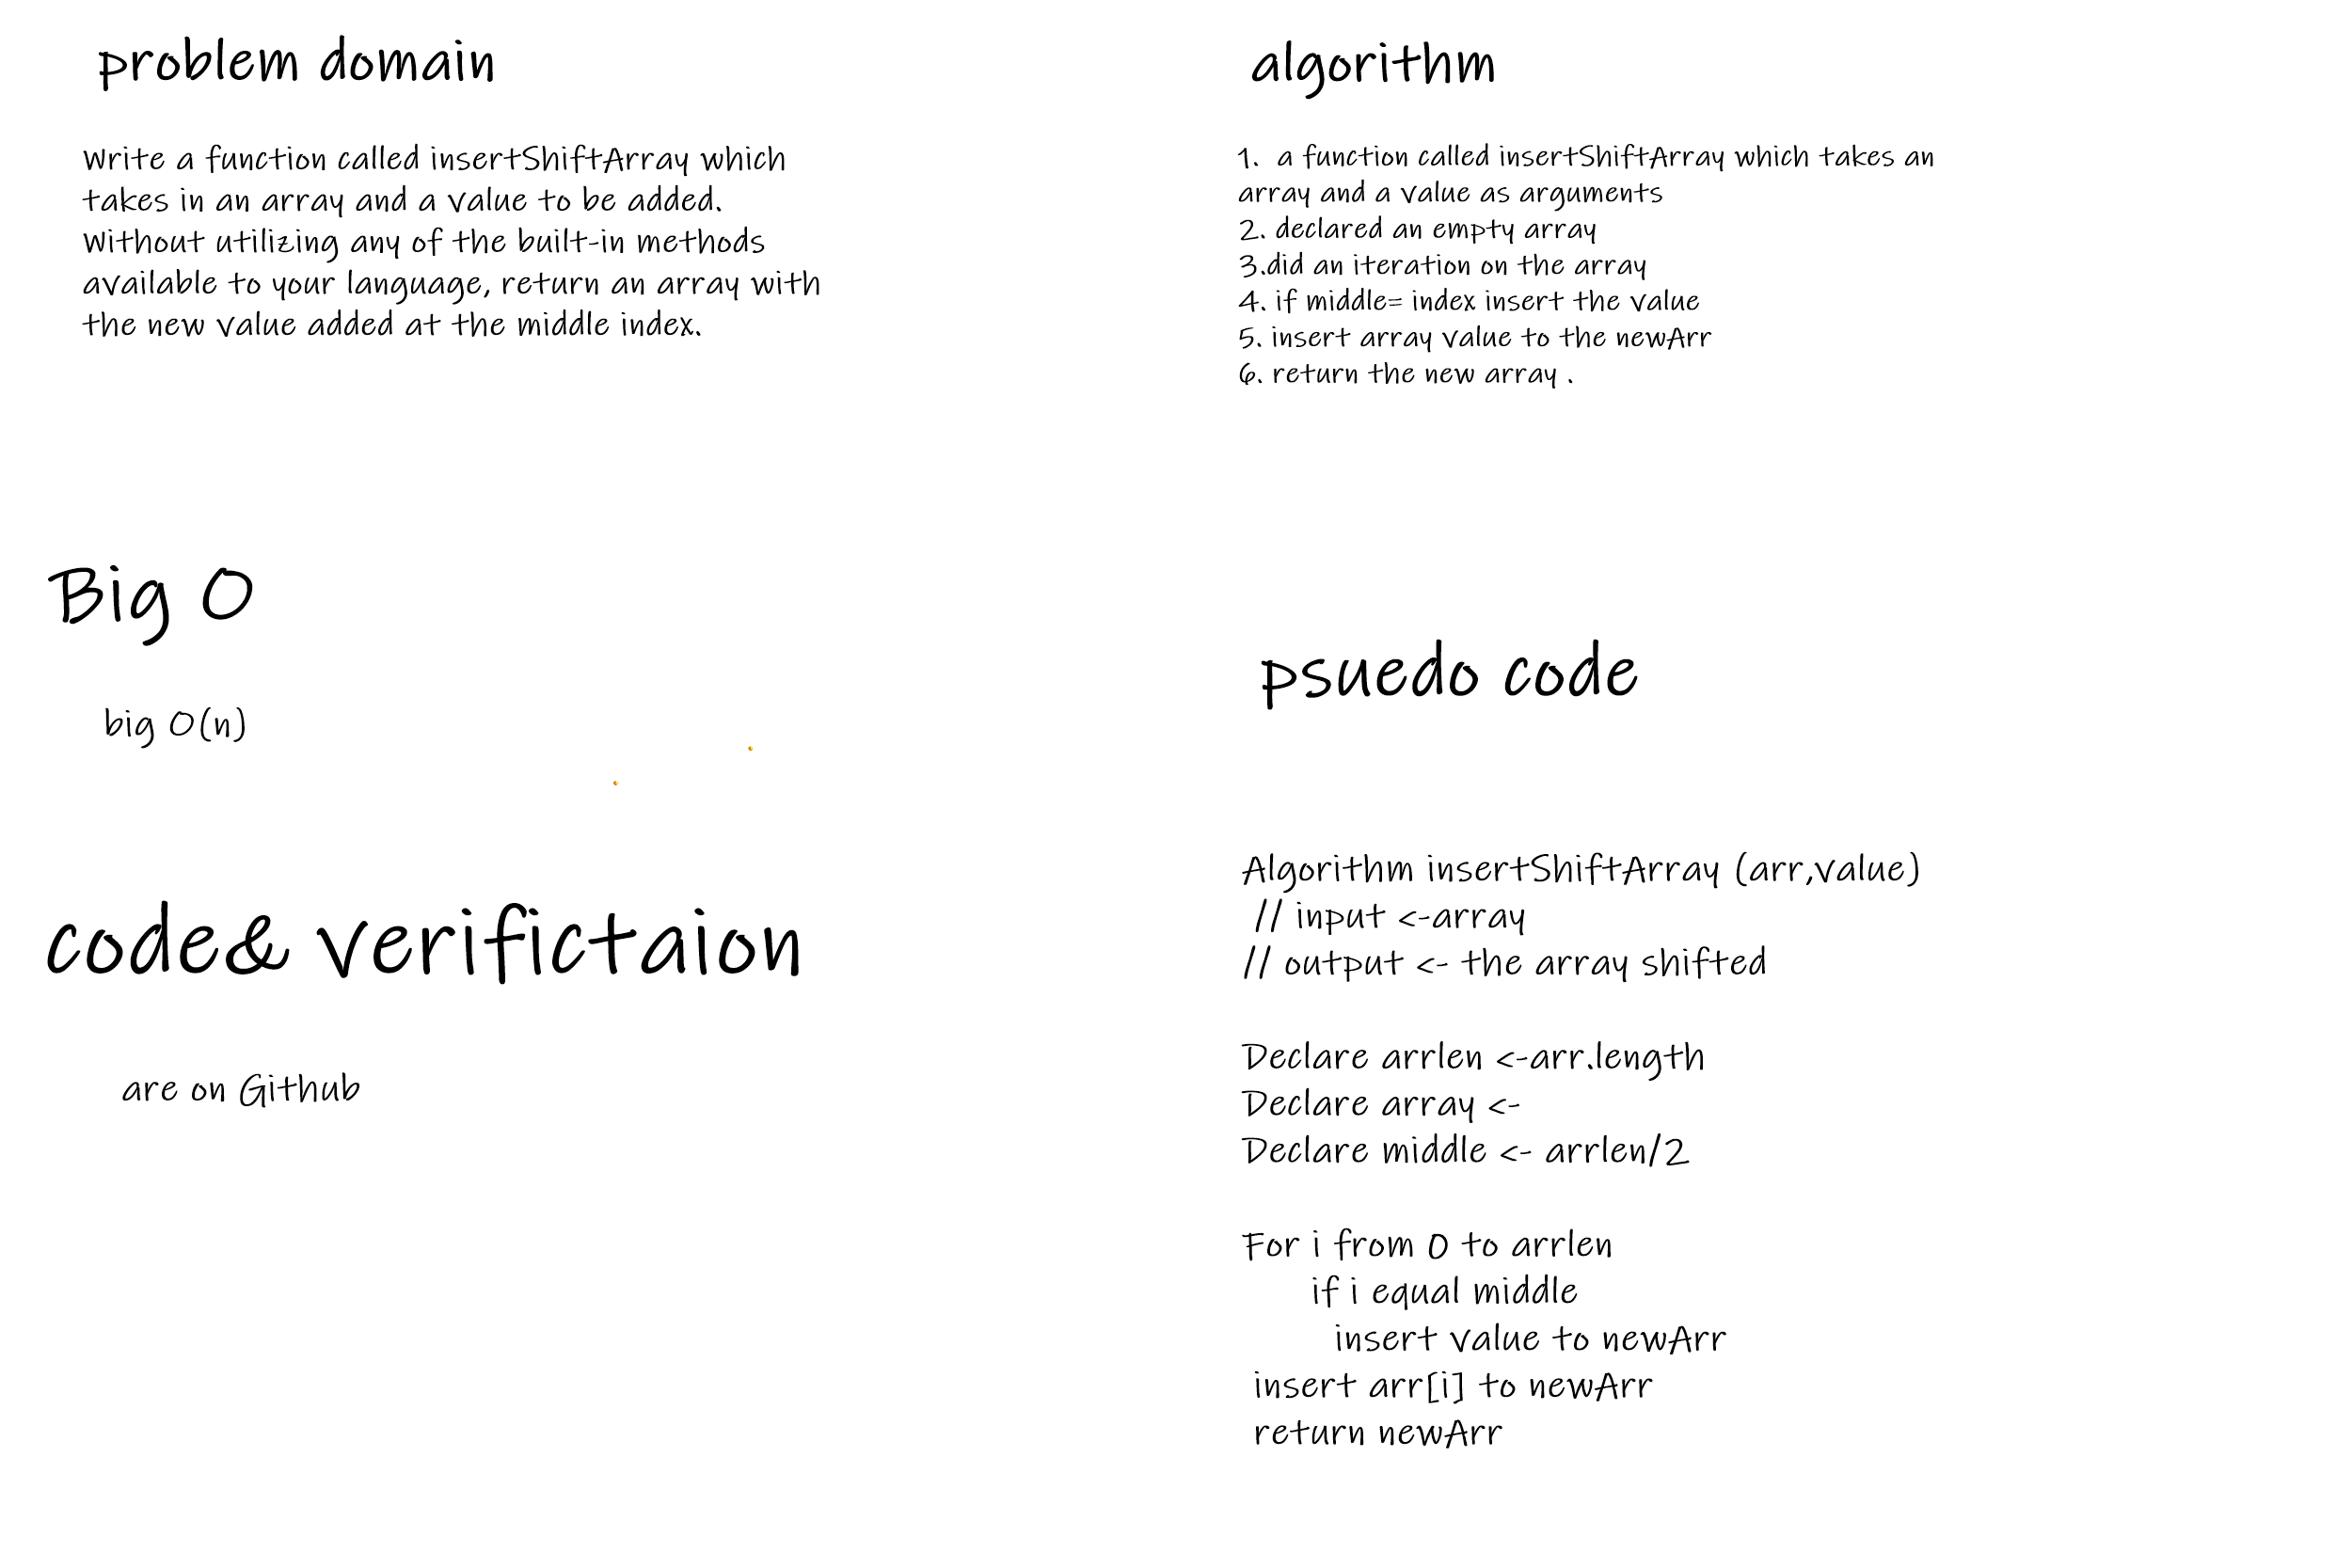 problem domain
Write a function called insertShiftArray which
takes in an array and a value to be added.
Without utilizing any of the built-in methods
available to your language, return an array with
the new value added at the middle index.
Big O
big O(n)
code& verifictaion
are on Github
algorithm
1.  a function called insertShiftArray which takes an
array and a value as arguments
2. declared an empty array
3.did an iteration on the array
4. if middle= index insert the value
5. insert array value to the newArr
6. return the new array .
psuedo code
Algorithm insertShiftArray (arr,value)
// input <-array
// output <- the array shifted
Declare arrlen <-arr.length
Declare array <-
Declare middle <- arrlen/2
For i from 0 to arrlen
if i equal middle
insert value to newArr
insert arr[i] to newArr
return newArr